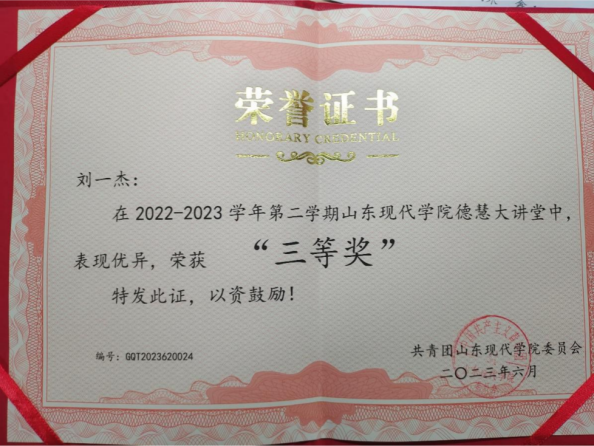 荣誉证书
HONORARY CREDENTIAL
刘一杰：
在2022-2023学年第二学期山东现代学院德慧大讲堂中，
表现优异，荣获 “三等奖”
特发此证，以资鼓励！
编号：GQT2023620024
共青团山东现代学院委员会
二〇二三年六月